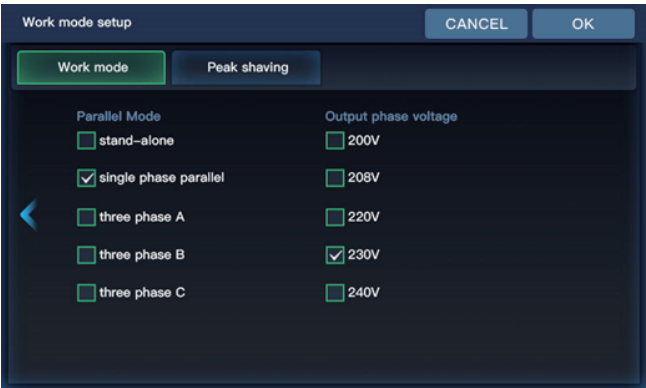 Work mode setup
CANCEL
OK
Work mode
Peak shaving
Parallel Mode
stand-alone
single phase parallel
three phase A
three phase B
three phase C
Output phase voltage
200V
208V
220V
230V
240V